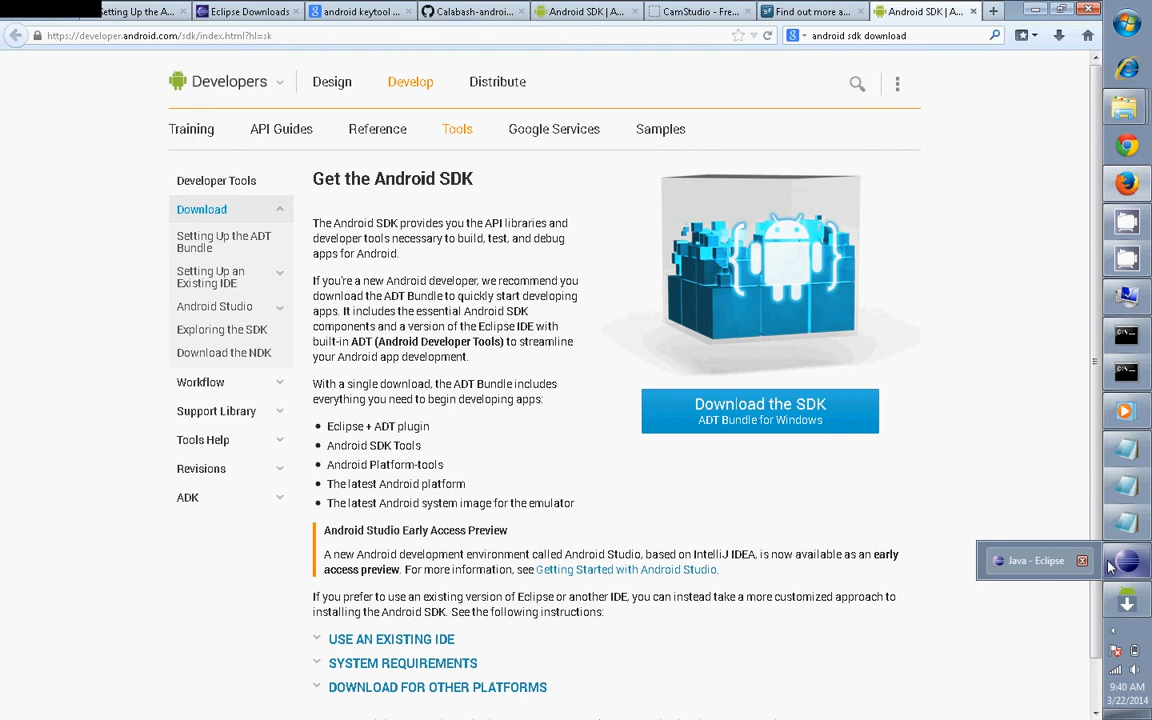 etting Up the A...
Eclipse Downloads
android keytool ...
Calabash-androi...
Android SDK | A...
CamStudio - Fre...
Find out more a...
Android SDK | A...
https://developer.android.com/sdk/index.html?hl=sk
android sdk download
Developers
Design
Develop
Distribute
Training
API Guides
Reference
Tools
Google Services
Samples
Developer Tools
Download
Setting Up the ADT
Bundle
Setting Up an
Existing IDE
Android Studio
Exploring the SDK
Download the NDK
Workflow
Support Library
Tools Help
Revisions
ADK
Get the Android SDK
The Android SDK provides you the API libraries and
developer tools necessary to build, test, and debug
apps for Android.
If you're a new Android developer, we recommend you
download the ADT Bundle to quickly start developing
apps. It includes the essential Android SDK
components and a version of the Eclipse IDE with
built-in ADT (Android Developer Tools) to streamline
your Android app development.
With a single download, the ADT Bundle includes
everything you need to begin developing apps:
Eclipse + ADT plugin
Android SDK Tools
Android Platform-tools
The latest Android platform
The latest Android system image for the emulator
Download the SDK
ADT Bundle for Windows
Android Studio Early Access Preview
A new Android development environment called Android Studio, based on IntelliJ IDEA, is now available as an early
access preview. For more information, see Getting Started with Android Studio.
If you prefer to use an existing version of Eclipse or another IDE, you can instead take a more customized approach to
installing the Android SDK. See the following instructions:
USE AN EXISTING IDE
SYSTEM REQUIREMENTS
DOWNLOAD FOR OTHER PLATFORMS
Java - Eclipse
9:40 AM
3/22/2014